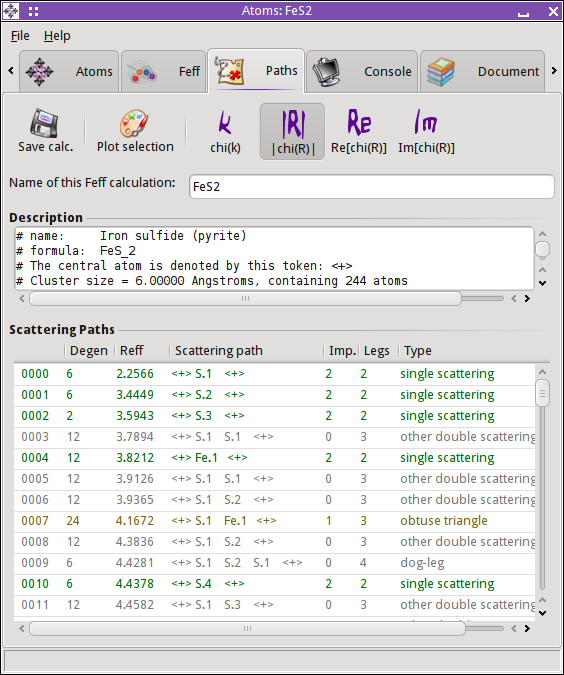 Atoms: FeS2
File Help
Atoms Feff Paths Console Document
Save calc. Plot selection chi(k) |chi(R)| Re[chi(R)] Im[chi(R)]
k |R| Re Im
Name of this Feff calculation: FeS2
Description
# name: Iron sulfide (pyrite)
# formula: FeS_2
# The central atom is denoted by this token: <+>
# Cluster size = 6.00000 Angstroms, containing 244 atoms
Scattering Paths
Degen Reff Scattering path Imp. Legs Type
0000 6 2.2566 <+> S.1 <+> 2 2 single scattering
0001 6 3.4449 <+> S.2 <+> 2 2 single scattering
0002 2 3.5943 <+> S.3 <+> 2 2 single scattering
0003 12 3.7894 <+> S.1 S.1 <+> 0 3 other double scattering
0004 12 3.8212 <+> Fe.1 <+> 2 2 single scattering
0005 12 3.9126 <+> S.1 S.1 <+> 0 3 other double scattering
0006 12 3.9365 <+> S.1 S.2 <+> 0 3 other double scattering
0007 24 4.1672 <+> S.1 Fe.1 <+> 1 3 obtuse triangle
0008 12 4.3836 <+> S.1 S.2 <+> 0 3 other double scattering
0009 6 4.4281 <+> S.1 S.2 S.1 <+> 0 4 dog-leg
0010 6 4.4378 <+> S.4 <+> 2 2 single scattering
0011 12 4.4582 <+> S.1 S.3 <+> 0 3 other double scattering